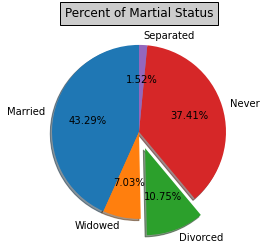 Percent of Martial Status
Separated
1.52%
Never
37.41%
Married
43.29%
7.03%
10.75%
Widowed
Divorced